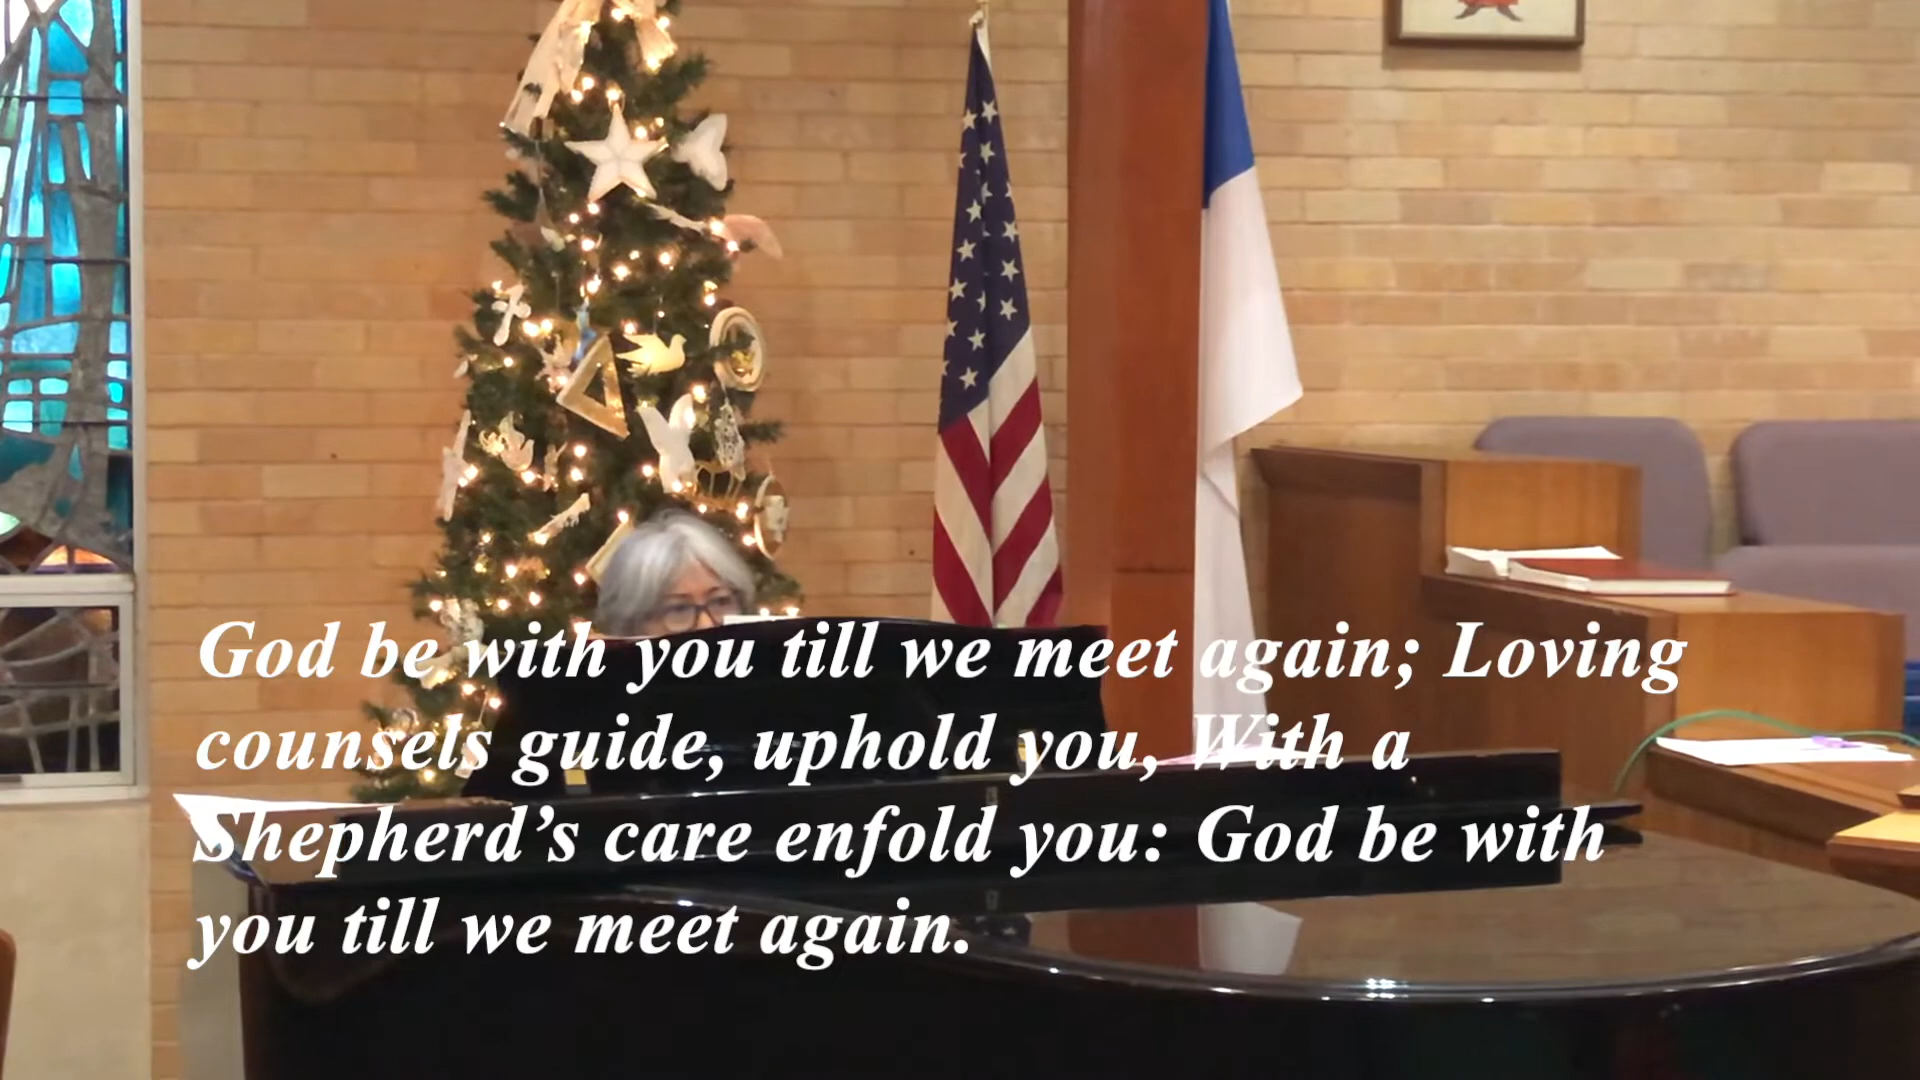 God be with you till we meet again; Loving
counsels guide, uphold you, With a
Shepherd’s care enfold you: God be with
you till we meet again.